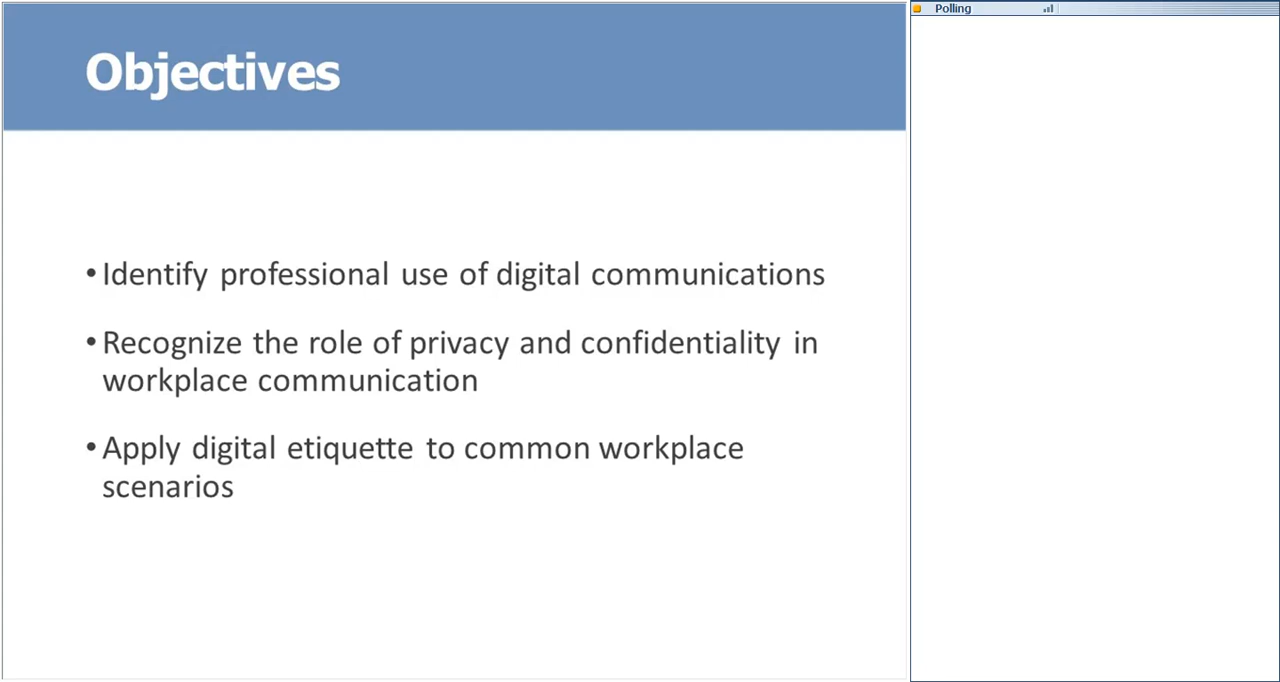 Objectives
• Identify professional use of digital communications
• Recognize the role of privacy and confidentiality in
workplace communication
• Apply digital etiquette to common workplace
scenarios
Polling